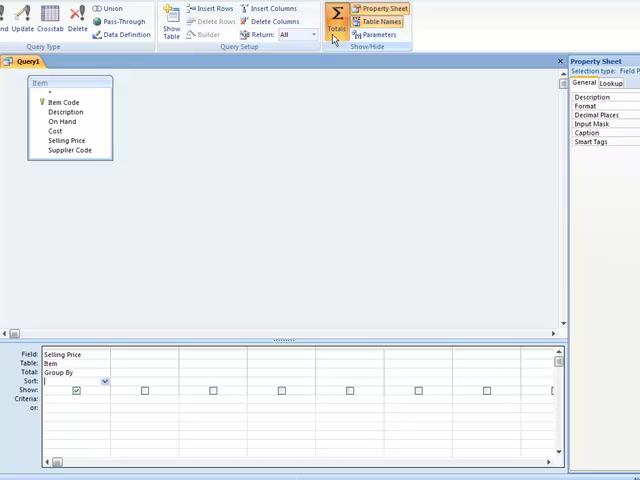 nd Update Crosstab Delete
Union
Pass-Through
Data Definition
Query Type
Show Table
Insert Rows
Delete Rows
Builder
Insert Columns
Delete Columns
Return: All
Query Setup
Σ
Totals
Property Sheet
Table Names
Parameters
Show/Hide
Query1
Item
*
Item Code
Description
On Hand
Cost
Selling Price
Supplier Code
Property Sheet
Selection type: Field P
General Lookup
Description
Format
Decimal Places
Input Mask
Caption
Smart Tags
Field: Selling Price
Table: Item
Total: Group By
Sort:
Show:
Criteria:
or: